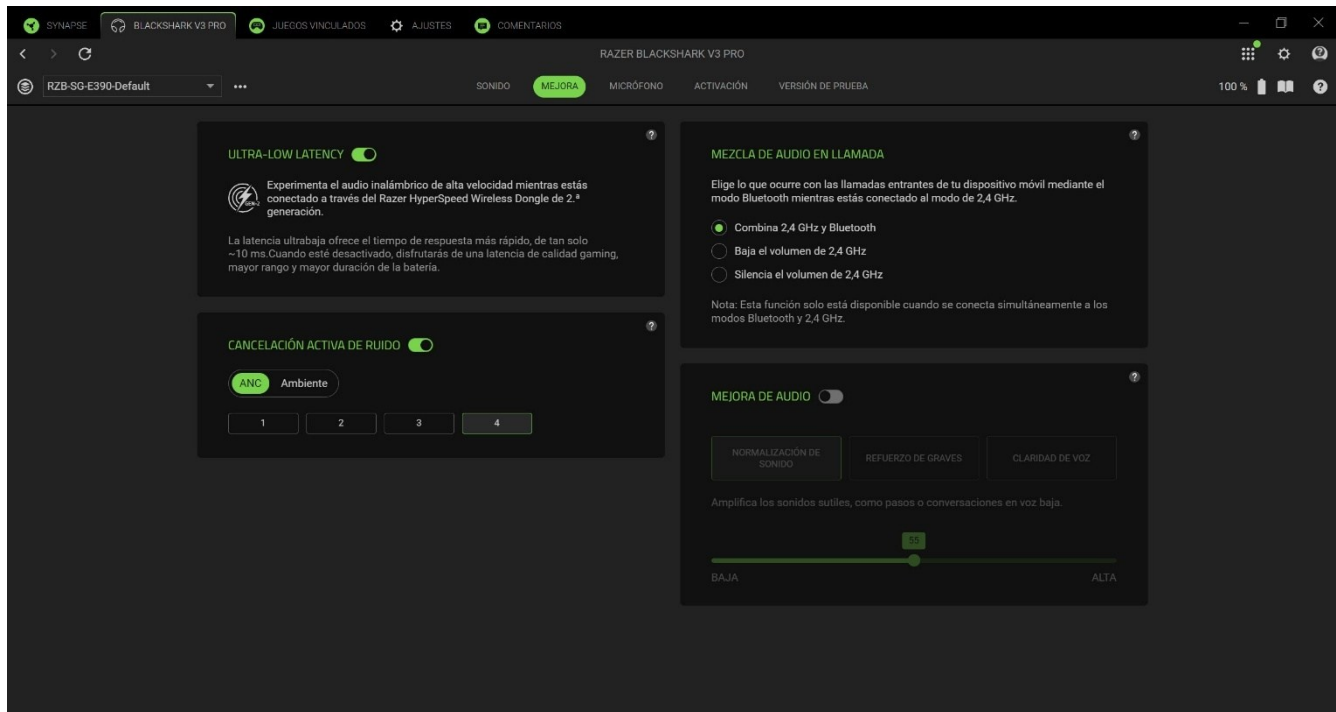 SYNAPSE
BLACKSHARK V3 PRO
JUEGOS VINCULADOS
AJUSTES
COMENTARIOS
RAZER BLACKSHARK V3 PRO
RZB-SG-E390-Default
SONIDO
MEJORA
MICRÓFONO
ACTIVACIÓN
VERSIÓN DE PRUEBA
100 %
ULTRA-LOW LATENCY
GEN-2
Experimenta el audio inalámbrico de alta velocidad mientras estás
conectado a través del Razer HyperSpeed Wireless Dongle de 2.ª
generación.
La latencia ultrabaja ofrece el tiempo de respuesta más rápido, de tan solo
~10 ms.Cuando esté desactivado, disfrutarás de una latencia de calidad gaming,
mayor rango y mayor duración de la batería.
CANCELACIÓN ACTIVA DE RUIDO
ANC
Ambiente
1
2
3
4
MEZCLA DE AUDIO EN LLAMADA
Elige lo que ocurre con las llamadas entrantes de tu dispositivo móvil mediante el
modo Bluetooth mientras estás conectado al modo de 2,4 GHz.
Combina 2,4 GHz y Bluetooth
Baja el volumen de 2,4 GHz
Silencia el volumen de 2,4 GHz
Nota: Esta función solo está disponible cuando se conecta simultáneamente a los
modos Bluetooth y 2,4 GHz.
MEJORA DE AUDIO
NORMALIZACIÓN DE
SONIDO
REFUERZO DE GRAVES
CLARIDAD DE VOZ
Amplifica los sonidos sutiles, como pasos o conversaciones en voz baja.
55
BAJA
ALTA